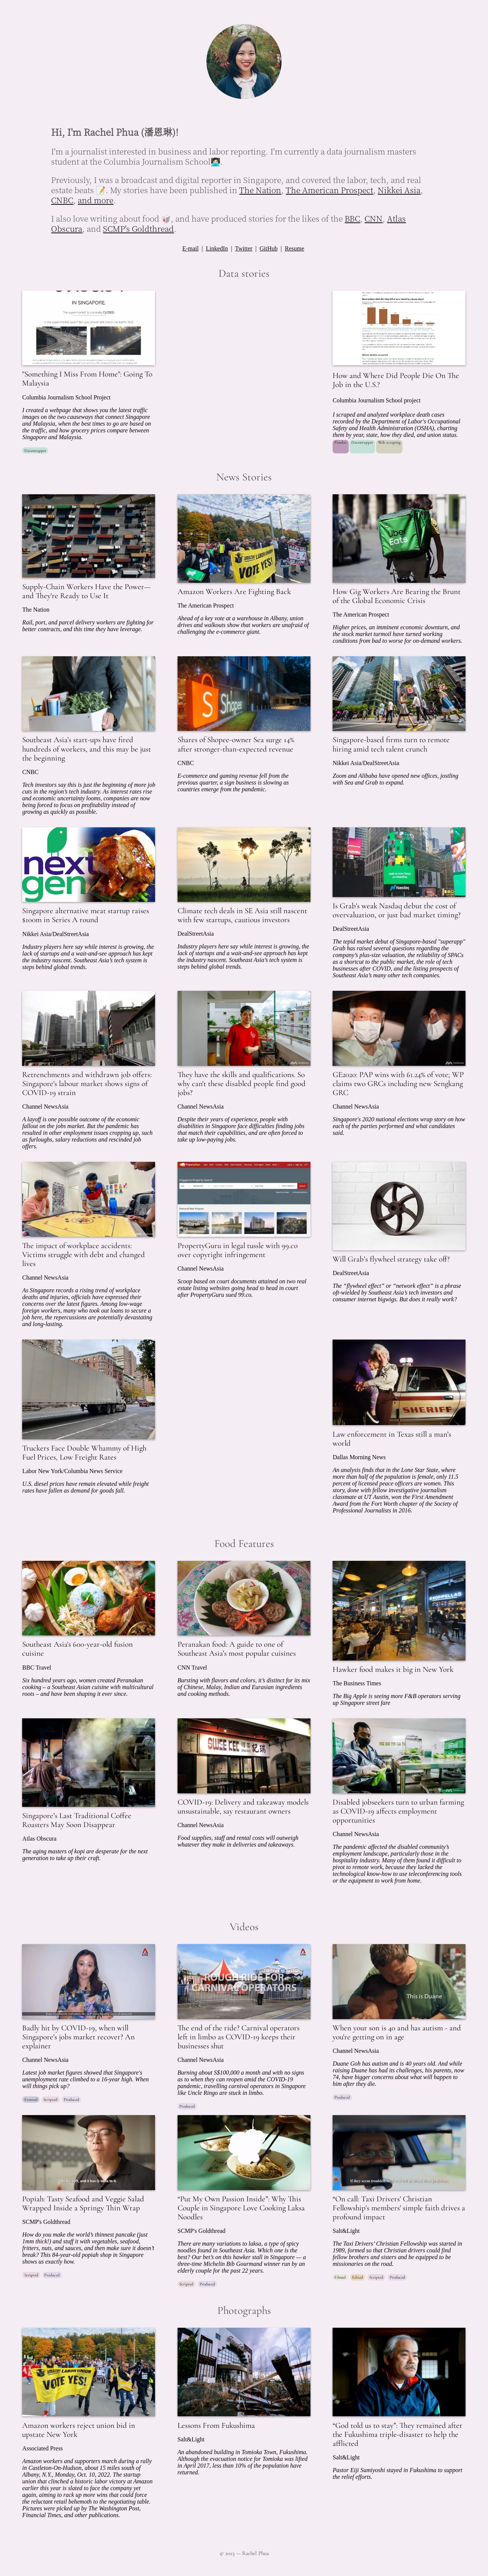 Hi, I'm Rachel Phua (潘恩琳)!
I'm a journalist interested in business and labor reporting. I'm currently a data journalism masters
student at the Columbia Journalism School👩🏻‍💻
Previously, I was a broadcast and digital reporter in Singapore, and covered the labor, tech, and real
estate beats 📝. My stories have been published in The Nation, The American Prospect, Nikkei Asia,
CNBC, and more.
I also love writing about food 🥡, and have produced stories for the likes of the BBC, CNN, Atlas
Obscura, and SCMP's Goldthread.
E-mail | LinkedIn | Twitter | GitHub | Resume
Data stories
IN SINGAPORE,
"Something I Miss From Home": Going To
Malaysia
Columbia Journalism School Project
I created a webpage that shows you the latest traffic
images on the two causeways that connect Singapore
and Malaysia, when the best times to go are based on
the traffic, and how grocery prices compare between
Singapore and Malaysia.
Datawrapper
How and Where Did People Die On The
Job in the U.S.?
Columbia Journalism School project
I scraped and analyzed workplace death cases
recorded by the Department of Labor's Occupational
Safety and Health Administration (OSHA), charting
them by year, state, how they died, and union status.
Pandas Datawrapper Web scraping
News Stories
Supply-Chain Workers Have the Power—
and They're Ready to Use It
The Nation
Rail, port, and parcel delivery workers are fighting for
better contracts, and this time they have leverage.
VOTE YES!
Amazon Workers Are Fighting Back
The American Prospect
Ahead of a key vote at a warehouse in Albany, union
drives and walkouts show that workers are unafraid of
challenging the e-commerce giant.
Uber
Eats
How Gig Workers Are Bearing the Brunt
of the Global Economic Crisis
The American Prospect
Higher prices, an imminent economic downturn, and
the stock market turmoil have turned working
conditions from bad to worse for on-demand workers.
Southeast Asia's start-ups have fired
hundreds of workers, and this may be just
the beginning
CNBC
Tech investors say this is just the beginning of more job
cuts in the region's tech industry. As interest rates rise
and economic uncertainty looms, companies are now
being forced to focus on profitability instead of
growing as quickly as possible.
Shopee
Shares of Shopee-owner Sea surge 14%
after stronger-than-expected revenue
CNBC
E-commerce and gaming revenue fell from the
previous quarter, a sign business is slowing as
countries emerge from the pandemic.
Singapore-based firms turn to remote
hiring amid tech talent crunch
Nikkei Asia/DealStreetAsia
Zoom and Alibaba have opened new offices, jostling
with Sea and Grab to expand.
next
gen
Singapore alternative meat startup raises
$100m in Series A round
Nikkei Asia/DealStreetAsia
Industry players here say while interest is growing, the
lack of startups and a wait-and-see approach has kept
the industry nascent. Southeast Asia's tech system is
steps behind global trends.
Climate tech deals in SE Asia still nascent
with few startups, cautious investors
DealStreetAsia
Industry players here say while interest is growing, the
lack of startups and a wait-and-see approach has kept
the industry nascent. Southeast Asia's tech system is
steps behind global trends.
Nasdaq
Is Grab's weak Nasdaq debut the cost of
overvaluation, or just bad market timing?
DealStreetAsia
The tepid market debut of Singapore-based "superapp"
Grab has raised several questions regarding the
company's plus-size valuation, the reliability of SPACs
as a shortcut to the public market, the role of tech
businesses after COVID, and the listing prospects of
Southeast Asia's many other tech companies.
Retrenchments and withdrawn job offers:
Singapore's labour market shows signs of
COVID-19 strain
Channel NewsAsia
A layoff is one possible outcome of the economic
fallout on the jobs market. But the pandemic has
resulted in other employment issues cropping up, such
as furloughs, salary reductions and rescinded job
offers.
They have the skills and qualifications. So
why can't these disabled people find good
jobs?
Channel NewsAsia
Despite their years of experience, people with
disabilities in Singapore face difficulties finding jobs
that match their capabilities, and are often forced to
take up low-paying jobs.
GE2020: PAP wins with 61.24% of vote; WP
claims two GRCs including new Sengkang
GRC
Channel NewsAsia
Singapore's 2020 national elections wrap story on how
each of the parties performed and what candidates
said.
The impact of workplace accidents:
Victims struggle with debt and changed
lives
Channel NewsAsia
As Singapore records a rising trend of workplace
deaths and injuries, officials have expressed their
concerns over the latest figures. Among low-wage
foreign workers, many who took out loans to secure a
job here, the repercussions are potentially devastating
and long-lasting.
PropertyGuru in legal tussle with 99.co
over copyright infringement
Channel NewsAsia
Scoop based on court documents attained on two real
estate listing websites going head to head in court
after PropertyGuru sued 99.co.
Will Grab's flywheel strategy take off?
DealStreetAsia
The “flywheel effect” or “network effect” is a phrase
oft-wielded by Southeast Asia's tech investors and
consumer internet bigwigs. But does it really work?
Truckers Face Double Whammy of High
Fuel Prices, Low Freight Rates
Labor New York/Columbia News Service
U.S. diesel prices have remain elevated while freight
rates have fallen as demand for goods fall.
SHERIFF
Law enforcement in Texas still a man's
world
Dallas Morning News
An analysis finds that in the Lone Star State, where
more than half of the population is female, only 11.5
percent of licensed peace officers are women. This
story, done with fellow investigative journalism
classmate at UT Austin, won the First Amendment
Award from the Fort Worth chapter of the Society of
Professional Journalists in 2016.
Food Features
Southeast Asia's 600-year-old fusion
cuisine
BBC Travel
Six hundred years ago, women created Peranakan
cooking – a Southeast Asian cuisine with multicultural
roots – and have been shaping it ever since.
Peranakan food: A guide to one of
Southeast Asia's most popular cuisines
CNN Travel
Bursting with flavors and colors, it's distinct for its mix
of Chinese, Malay, Indian and Eurasian ingredients
and cooking methods.
Hawker food makes it big in New York
The Business Times
The Big Apple is seeing more F&B operators serving
up Singapore street fare
Singapore's Last Traditional Coffee
Roasters May Soon Disappear
Atlas Obscura
The aging masters of kopi are desperate for the next
generation to take up their craft.
GUEE KEE
COVID-19: Delivery and takeaway models
unsustainable, say restaurant owners
Channel NewsAsia
Food supplies, staff and rental costs will outweigh
whatever they make in deliveries and takeaways.
Disabled jobseekers turn to urban farming
as COVID-19 affects employment
opportunities
Channel NewsAsia
The pandemic affected the disabled community's
employment landscape, particularly those in the
hospitality industry. Many of them found it difficult to
pivot to remote work, because they lacked the
technological know-how to use teleconferencing tools
or the equipment to work from home.
Videos
Badly hit by COVID-19, when will
Singapore's jobs market recover? An
explainer
Channel NewsAsia
Latest job market figures showed that Singapore's
unemployment rate climbed to a 16-year high. When
will things pick up?
Scripted Produced
ROUGH RIDE FOR
CARNIVAL OPERATORS
The end of the ride? Carnival operators
left in limbo as COVID-19 keeps their
businesses shut
Channel NewsAsia
Burning about S$100,000 a month and with no signs
as to when they can reopen amid the COVID-19
pandemic, travelling carnival operators in Singapore
like Uncle Ringo are stuck in limbo.
Produced
This is Duane
When your son is 40 and has autism - and
you're getting on in age
Channel NewsAsia
Duane Goh has autism and is 40 years old. And while
raising Duane has had its challenges, his parents, now
74, have bigger concerns about what will happen to
him after they die.
Produced
Popiah: Tasty Seafood and Veggie Salad
Wrapped Inside a Springy Thin Wrap
SCMP's Goldthread
How do you make the world's thinnest pancake (just
1mm thick!) and stuff it with vegetables, seafood,
fritters, nuts, and sauces, and then make sure it doesn't
break? This 84-year-old popiah shop in Singapore
shows us exactly how.
Scripted Produced
“Put My Own Passion Inside”: Why This
Couple in Singapore Love Cooking Laksa
Noodles
SCMP's Goldthread
There are many variations to laksa, a type of spicy
noodles found in Southeast Asia. Which one is the
best? Our bet's on this hawker stall in Singapore — a
three-time Michelin Bib Gourmand winner run by an
elderly couple for the past 22 years.
Scripted Produced
“On call: Taxi Drivers' Christian
Fellowship's members' simple faith drives a
profound impact
Salt&Light
The Taxi Drivers' Christian Fellowship was started in
1989, formed so that Christian drivers could find
fellow brothers and sisters and be equipped to be
missionaries on the road.
Filmed Edited Scripted Produced
Photographs
VOTE YES!
Amazon workers reject union bid in
upstate New York
Associated Press
Amazon workers and supporters march during a rally
in Castleton-On-Hudson, about 15 miles south of
Albany, N.Y., Monday, Oct. 10, 2022. The startup
union that clinched a historic labor victory at Amazon
earlier this year is slated to face the company yet
again, aiming to rack up more wins that could force
the reluctant retail behemoth to the negotiating table.
Pictures were picked up by The Washington Post,
Financial Times, and other publications.
Lessons From Fukushima
Salt&Light
An abandoned building in Tomioka Town, Fukushima.
Although the evacuation notice for Tomioka was lifted
in April 2017, less than 10% of the population have
returned.
“God told us to stay”: They remained after
the Fukushima triple-disaster to help the
afflicted
Salt&Light
Pastor Eiji Sumiyoshi stayed in Fukushima to support
the relief efforts.
© 2023 — Rachel Phua